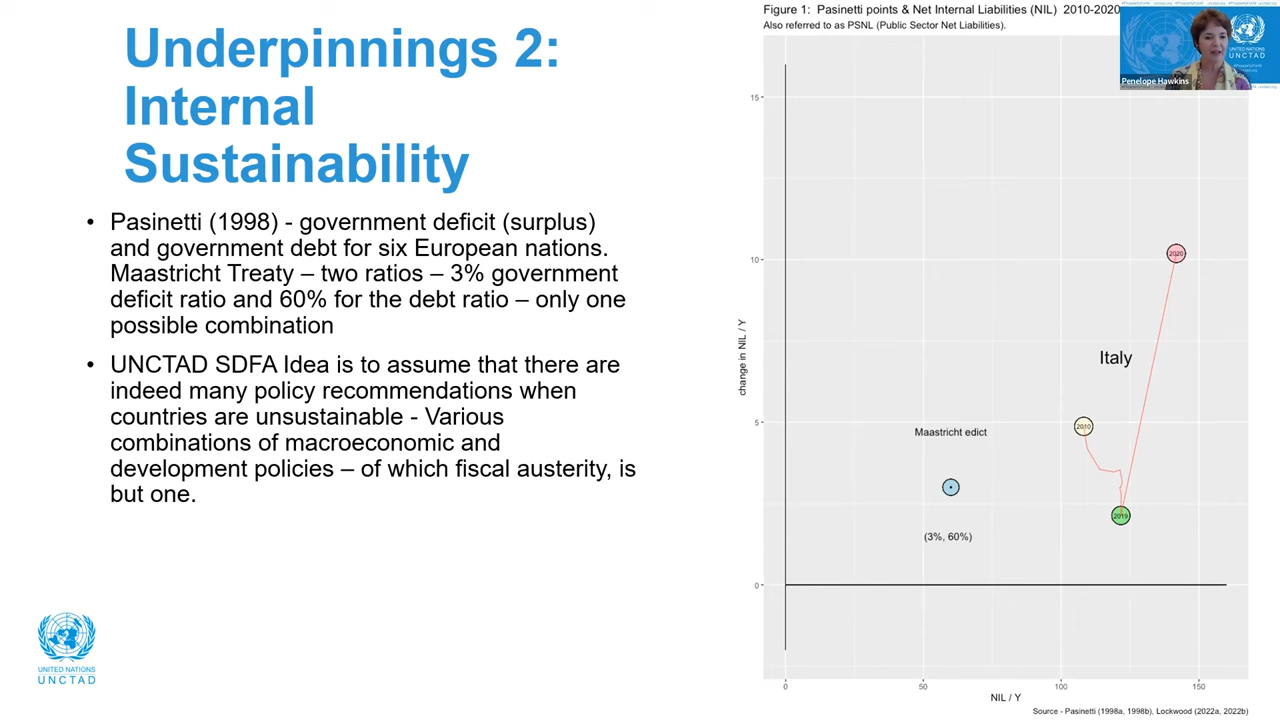 Underpinnings 2:
Internal
Sustainability
• Pasinetti (1998) - government deficit (surplus)
and government debt for six European nations.
Maastricht Treaty – two ratios – 3% government
deficit ratio and 60% for the debt ratio – only one
possible combination
• UNCTAD SDFA Idea is to assume that there are
indeed many policy recommendations when
countries are unsustainable - Various
combinations of macroeconomic and
development policies – of which fiscal austerity, is
but one.
UNITED NATIONS
UNCTAD
Figure 1: Pasinetti points & Net Internal Liabilities (NIL) 2010-2020
Also referred to as PSNL (Public Sector Net Liabilities).
15
10
5
0
change in NIL / Y
2020
Italy
2010
Maastricht edict
2019
(3%, 60%)
0
50
100
150
NIL / Y
Source - Pasinetti (1998a, 1998b), Lockwood (2022a, 2022b)
UNITED NATIONS
UNCTAD
Penelope Hawkins